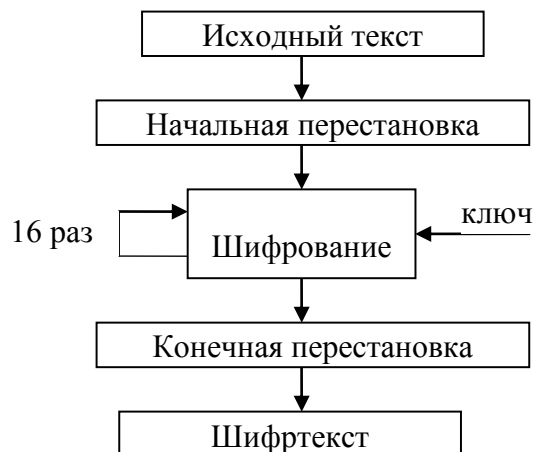 Исходный текст
Начальная перестановка
ключ
16 раз
Шифрование
Конечная перестановка
Шифртекст